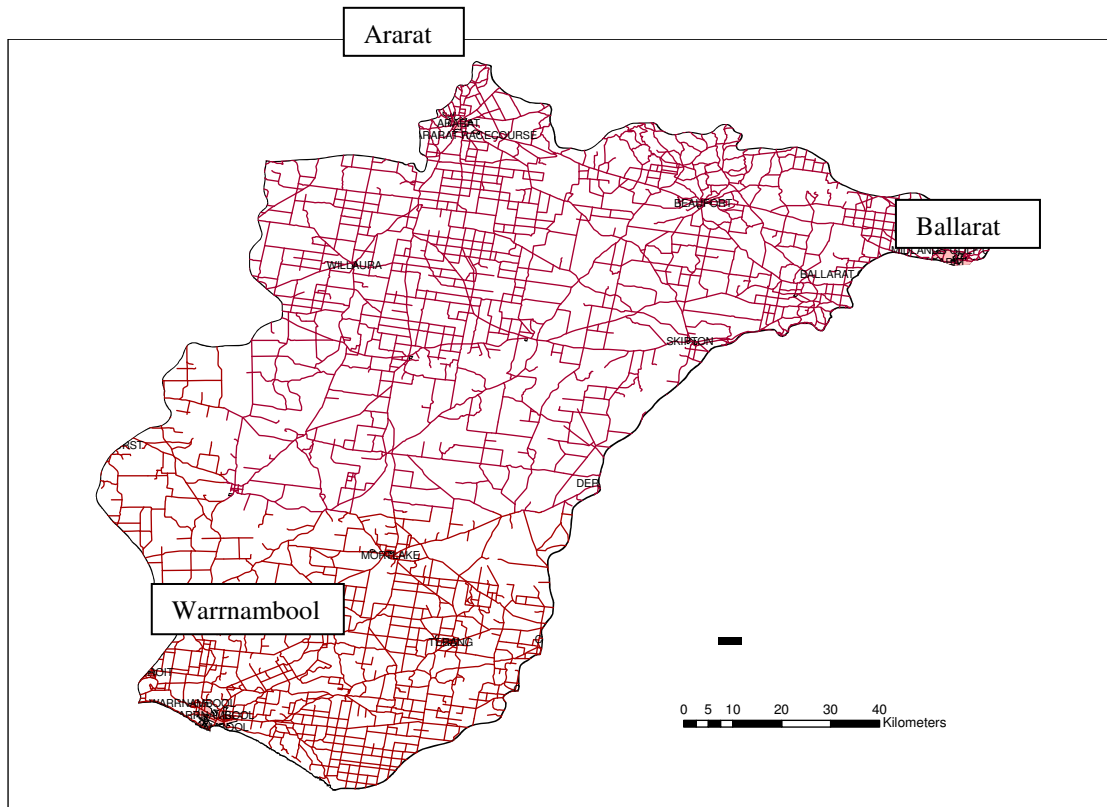 Ararat
ARARAT
ARARAT RACECOURSE
BEAUFORT
Ballarat
WILLAURA
BALLARAT
SKIPTON
DER
MORTLAKE
Warrnambool
TERANG
WARRNAMBOOL
0 5 10 20 30 40
Kilometers